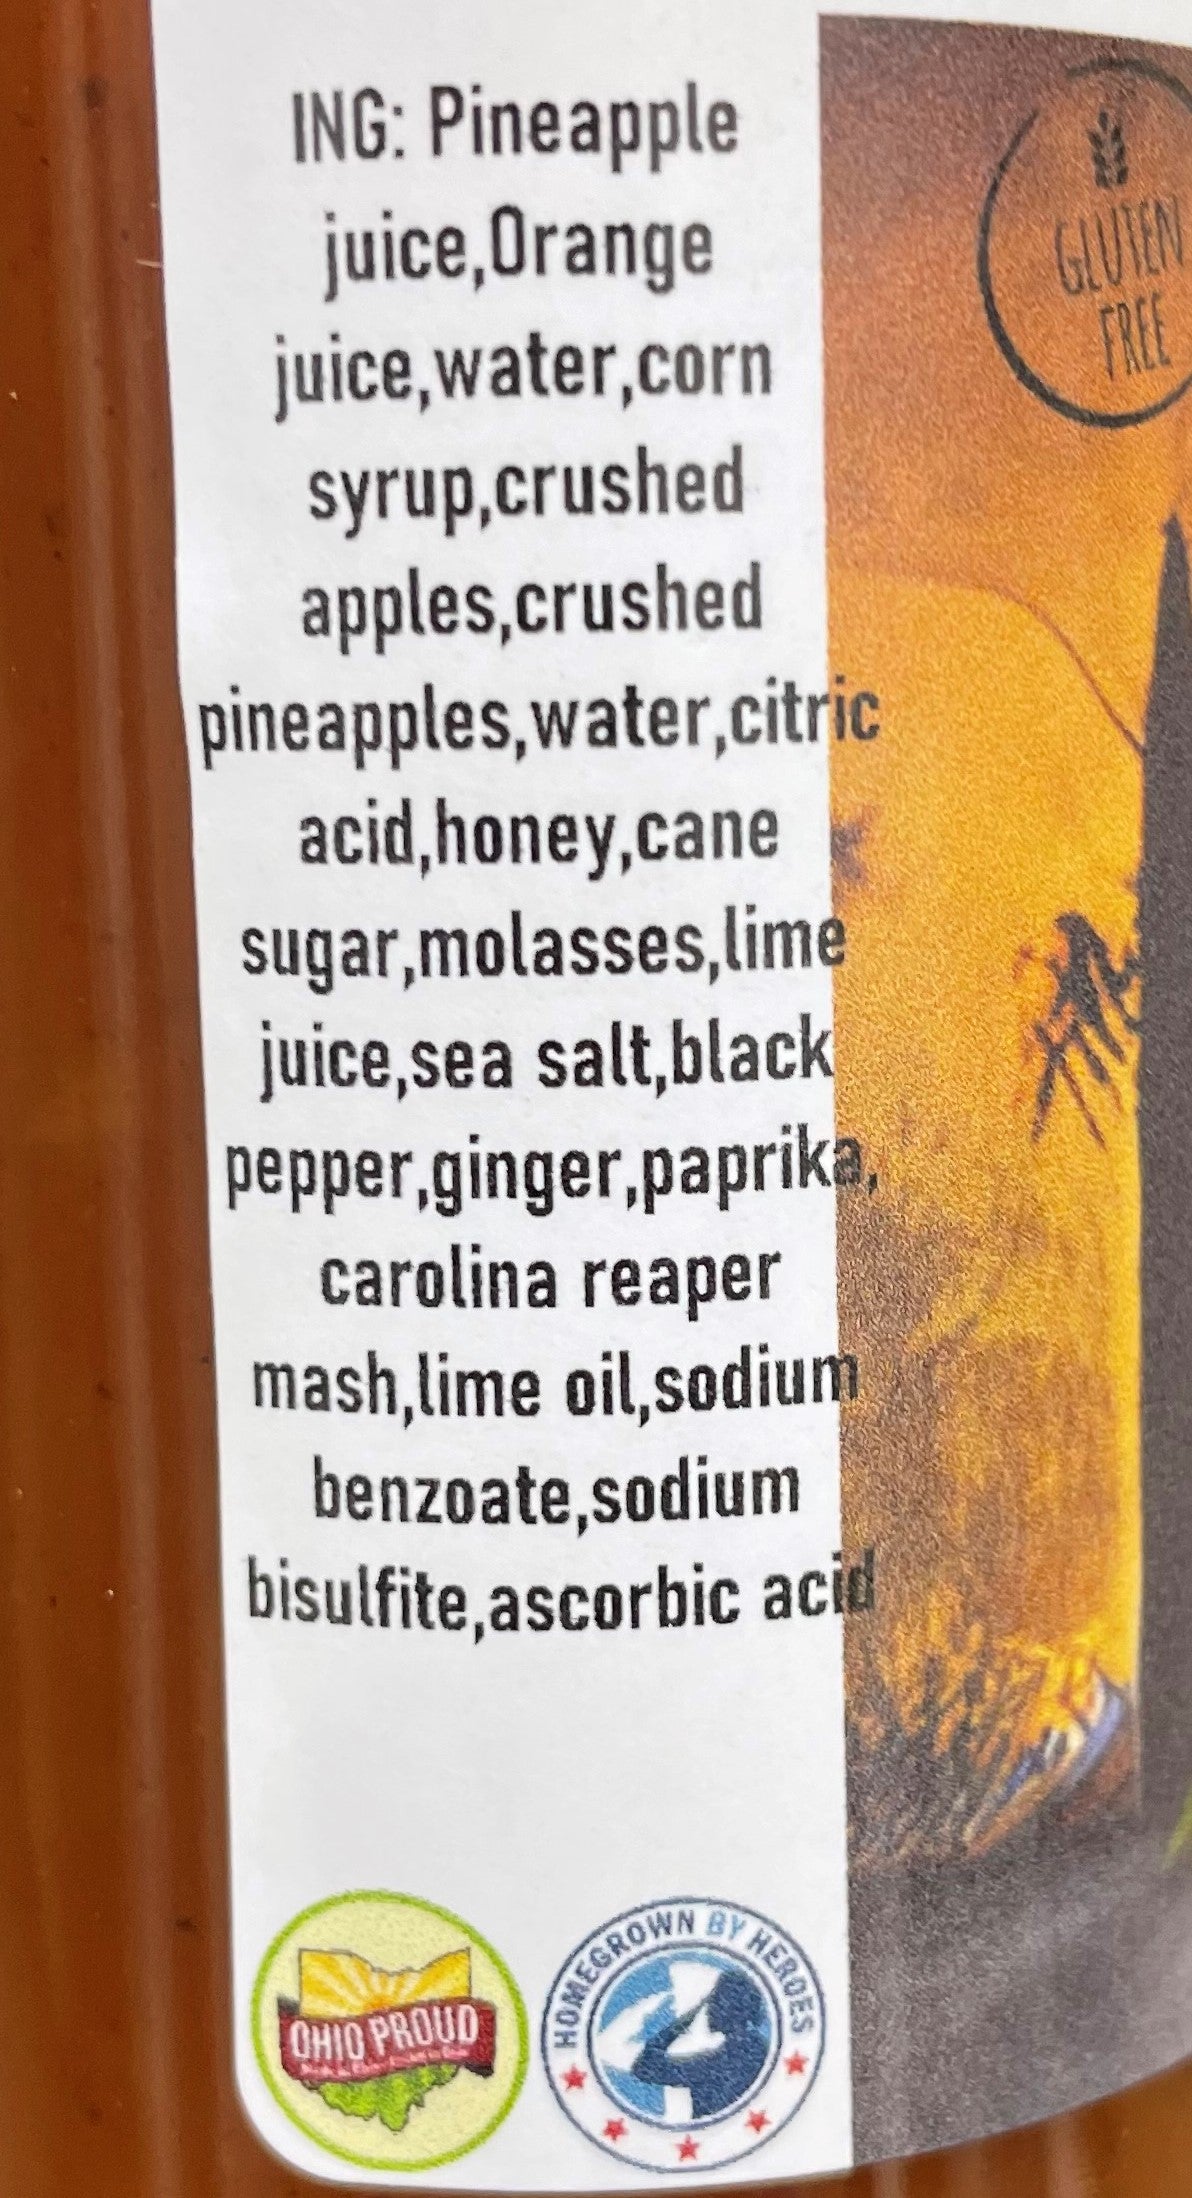 ING: Pineapple
juice,Orange
juice,water,corn
syrup,crushed
apples,crushed
pineapples,water,citric
acid,honey,cane
sugar,molasses,lime
juice,sea salt,black
pepper,ginger,paprika,
carolina reaper
mash,lime oil,sodium
benzoate,sodium
bisulfite,ascorbic acid
GLUTEN
FREE
OHIO PROUD
HOMEGROWN BY HEROES